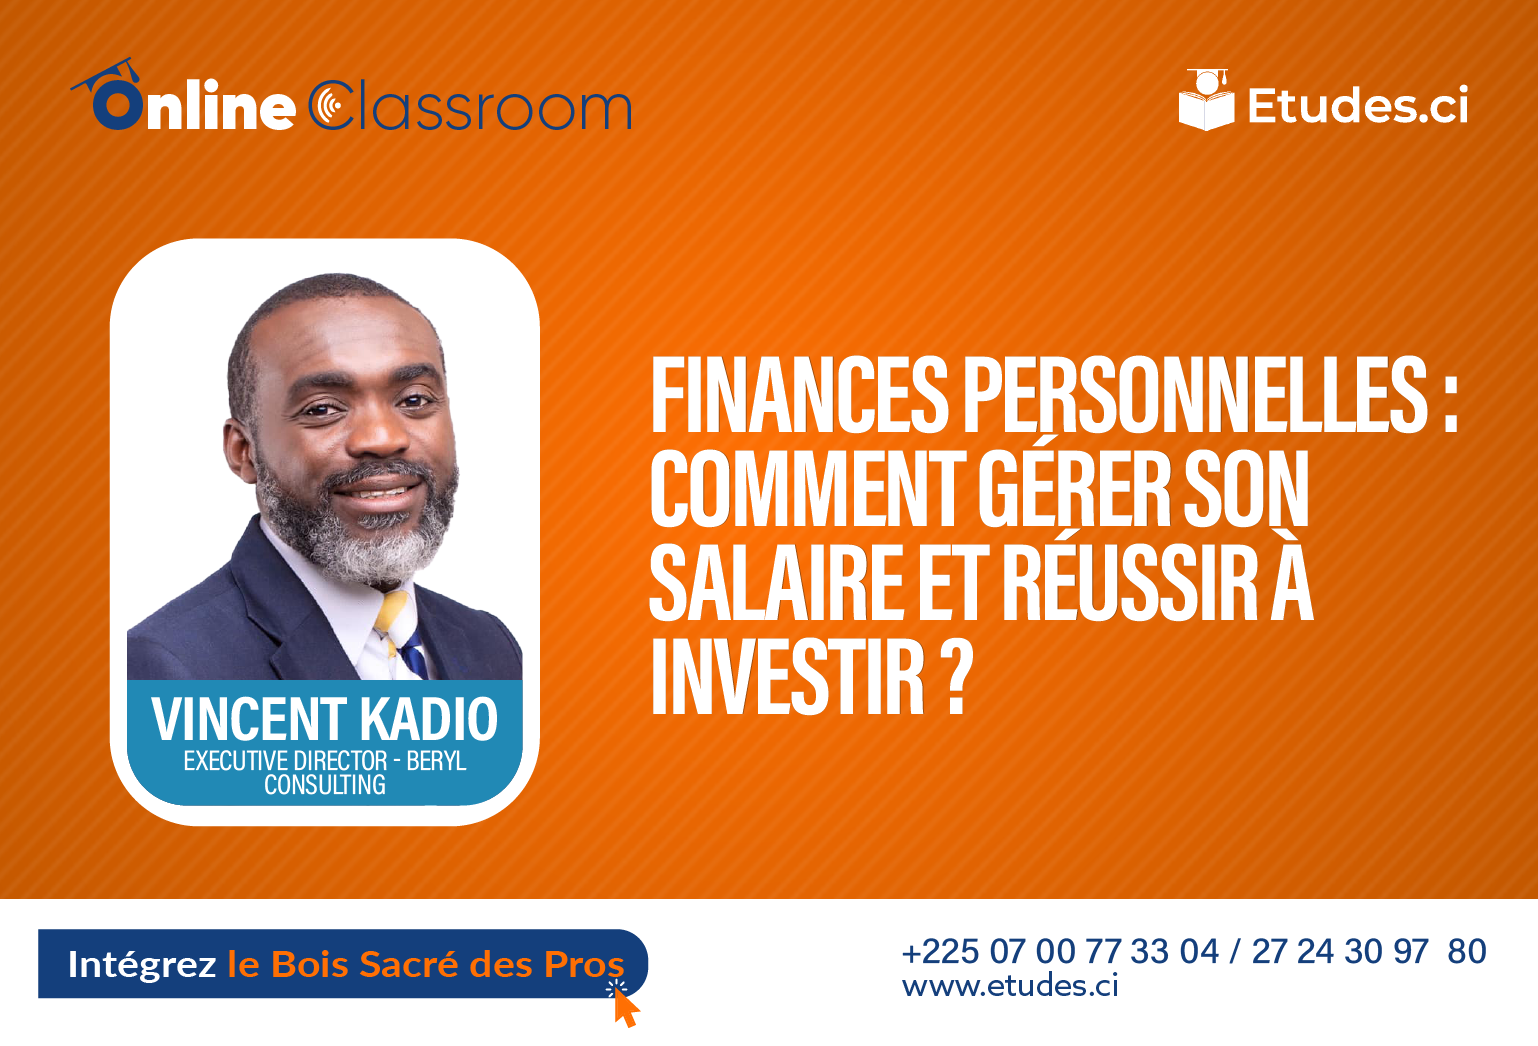 Online Classroom
Etudes.ci
FINANCES PERSONNELLES :
COMMENT GÉRER SON
SALAIRE ET RÉUSSIR À
INVESTIR ?
VINCENT KADIO
EXECUTIVE DIRECTOR - BERYL
CONSULTING
Intégrez le Bois Sacré des Pros
+225 07 00 77 33 04 / 27 24 30 97 80
www.etudes.ci